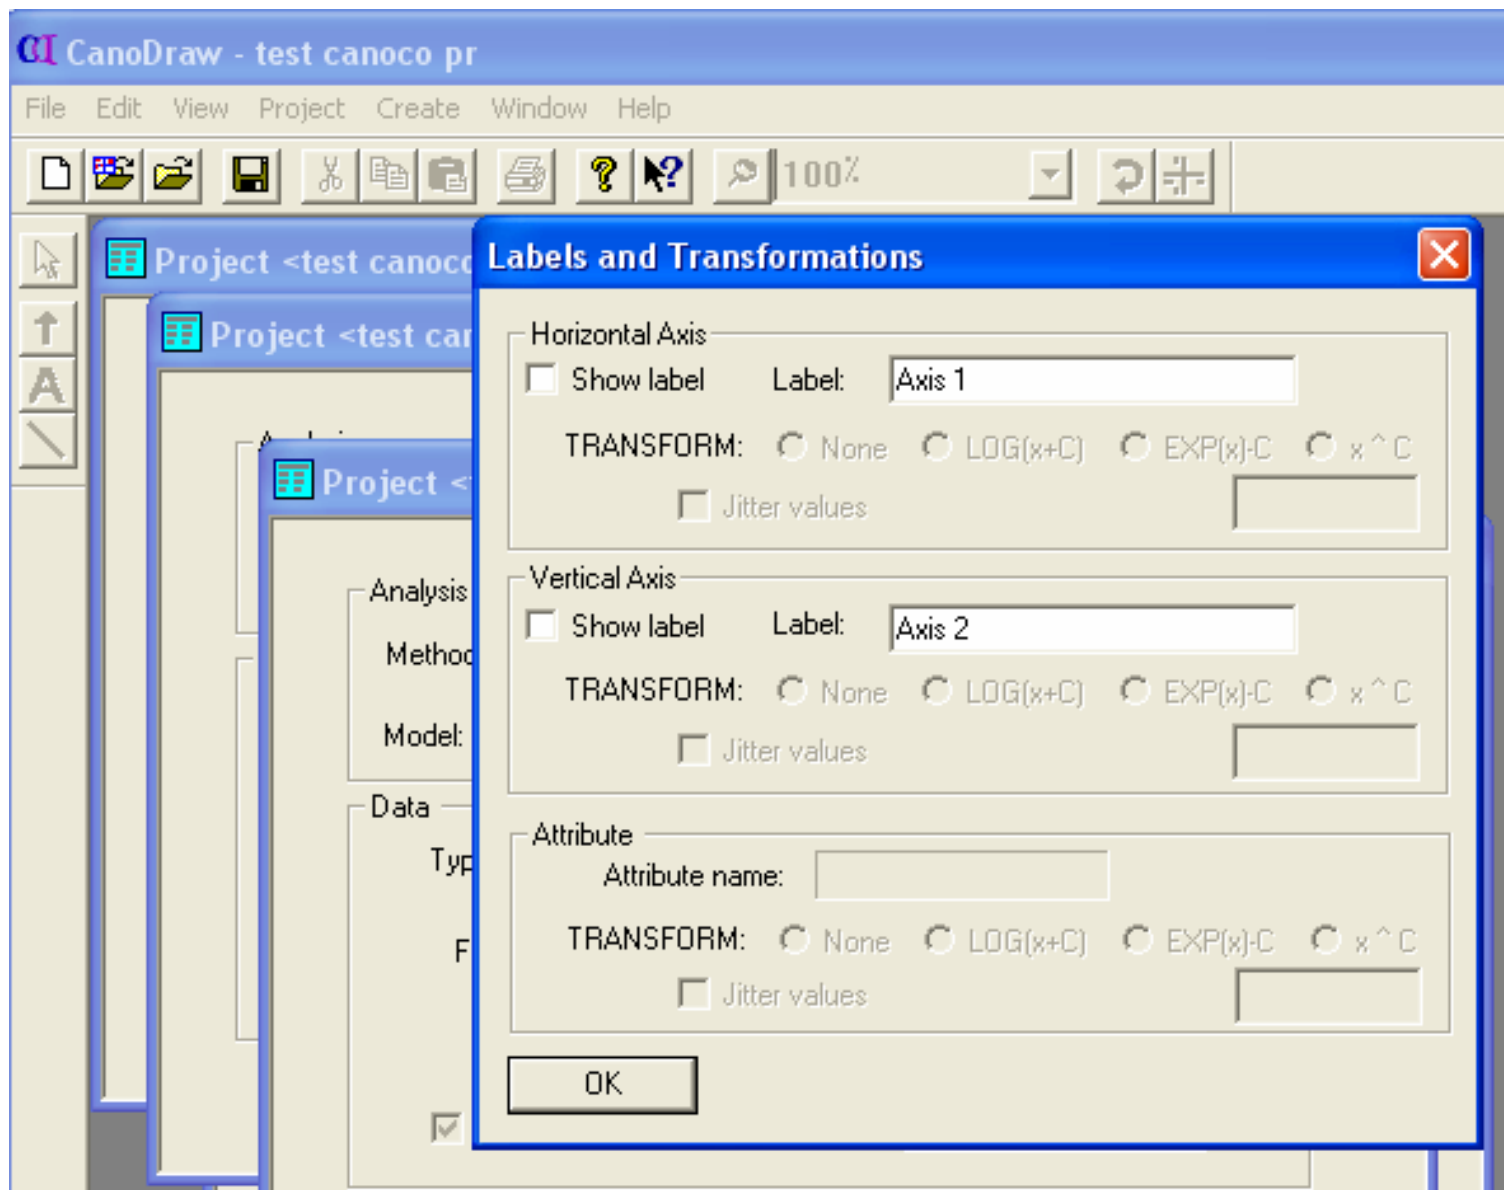 CanoDraw - test canoco pr
File Edit View Project Create Window Help
100%
Project <test canoco
Labels and Transformations
Project <test car
Horizontal Axis
Show label Label: Axis 1
TRANSFORM: None LOG(x+C) EXP(x)-C x ^ C
Project <
Jitter values
Vertical Axis
Analysis
Show label Label: Axis 2
Method
TRANSFORM: None LOG(x+C) EXP(x)-C x ^ C
Model:
Jitter values
Data
Attribute
Typ
Attribute name:
TRANSFORM: None LOG(x+C) EXP(x)-C x ^ C
F
Jitter values
OK